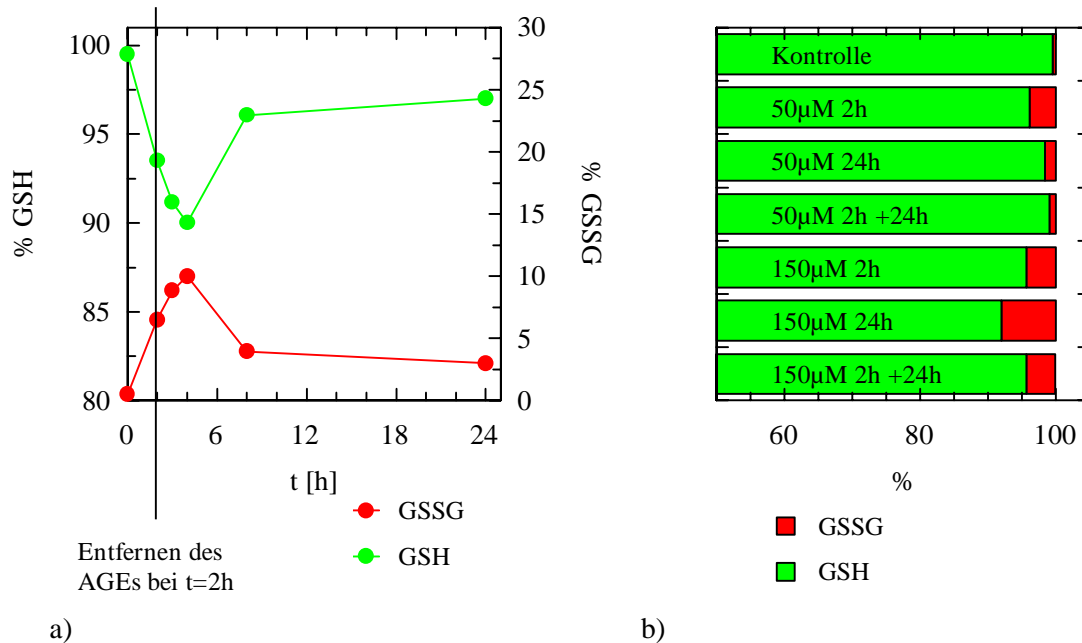 % GSH
100
95
90
85
80
0
6
12
18
24
t [h]
30
25
20
15
10
5
0
% GSSG
GSSG
GSH
Entfernen des
AGEs bei t=2h
a)
Kontrolle
50µM 2h
50µM 24h
50µM 2h +24h
150µM 2h
150µM 24h
150µM 2h +24h
60
80
100
%
GSSG
GSH
b)